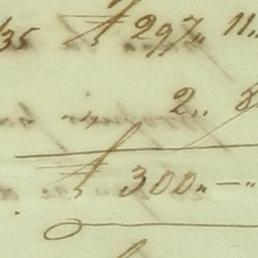 /35 ƒ 297„ 11„
2„ 8
ƒ 300„ — „